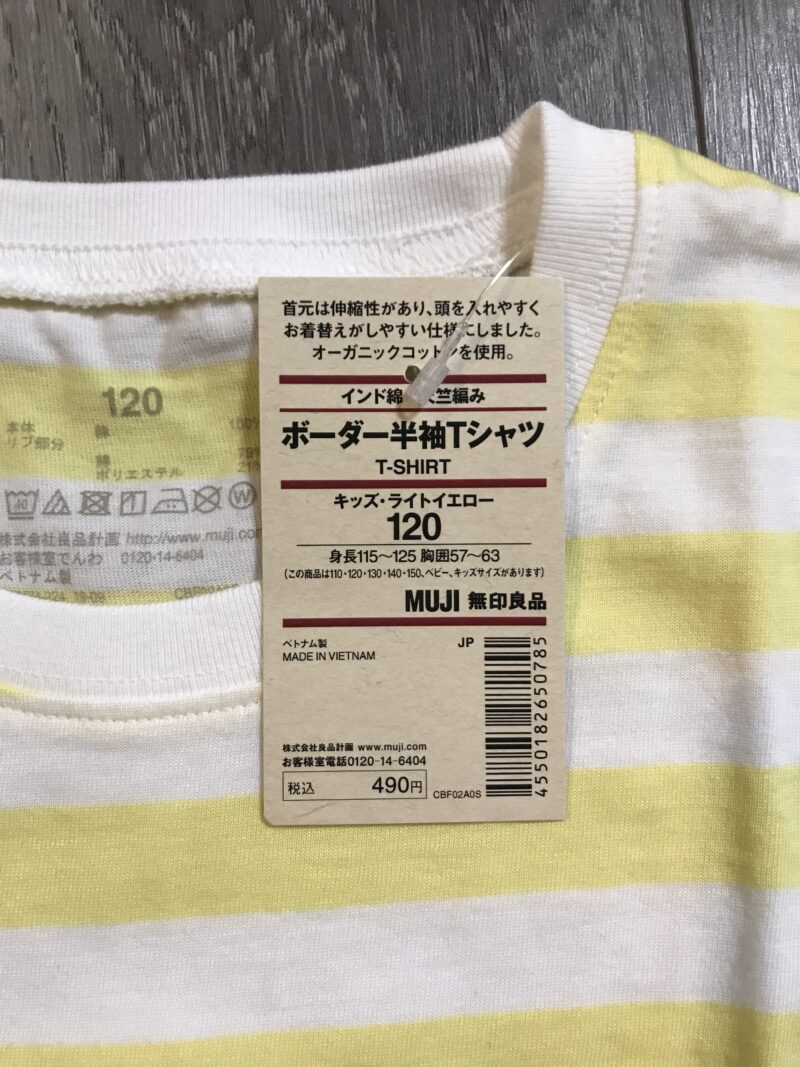 首元は伸縮性があり、頭を入れやすく
お着替えがしやすい仕様にしました。
オーガニックコットンを使用。
インド綿 天竺編み
ボーダー半袖Tシャツ
T-SHIRT
キッズ・ライトイエロー
120
身長115～125 胸囲57～63
(この商品は110・120・130・140・150、ベビー、キッズサイズがあります)
MUJI 無印良品
ベトナム製
MADE IN VIETNAM
JP
4550182650785
株式会社良品計画 www.muji.com
お客様室電話0120-14-6404
税込 490円
CBF02A0S
120
本体 綿 100%
リブ部分 綿
ポリエステル
40
W
株式会社良品計画 http://www.muji.com
お客様室でんわ 0120-14-6404
ベトナム製